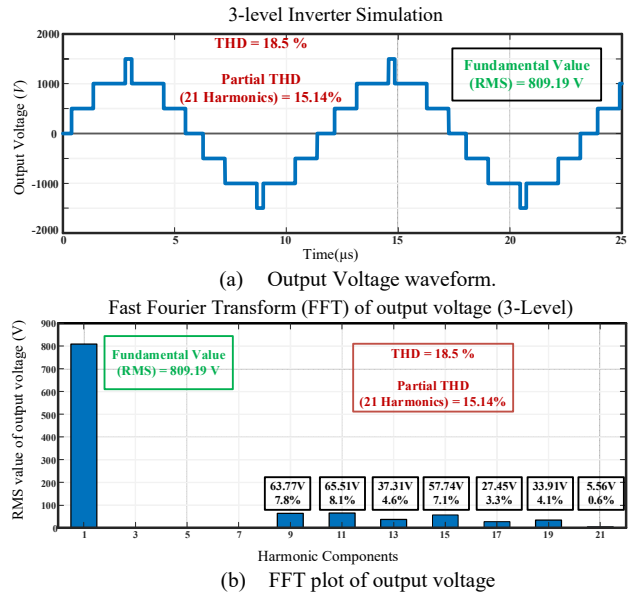 3-level Inverter Simulation
THD = 18.5 %
Partial THD
(21 Harmonics) = 15.14%
Fundamental Value
(RMS) = 809.19 V
Output Voltage (V)
2000
1000
0
-1000
-2000
0 5 10 15 20 25
Time(µs)
(a) Output Voltage waveform.
Fast Fourier Transform (FFT) of output voltage (3-Level)
RMS value of output voltage (V)
900
800
700
600
500
400
300
200
100
0
Fundamental Value
(RMS) = 809.19 V
THD = 18.5 %
Partial THD
(21 Harmonics) = 15.14%
63.77V 65.51V 37.31V 57.74V 27.45V 33.91V 5.56V
7.8% 8.1% 4.6% 7.1% 3.3% 4.1% 0.6%
1 3 5 7 9 11 13 15 17 19 21
Harmonic Components
(b) FFT plot of output voltage